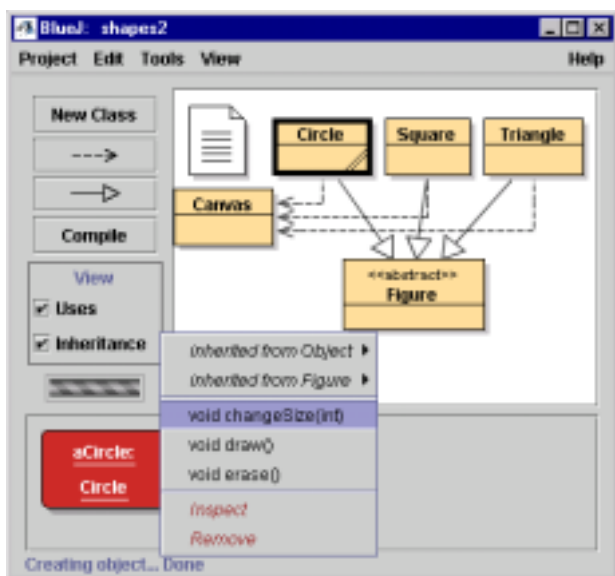 BlueJ: shapes2
Project Edit Tools View Help
New Class
Compile
View
Uses
Inheritance
Circle
Square
Triangle
Canvas
<<abstract>>
Figure
Inherited from Object
Inherited from Figure
void changeSize(int)
void draw()
void erase()
Inspect
Remove
aCircle:
Circle
Creating object... Done